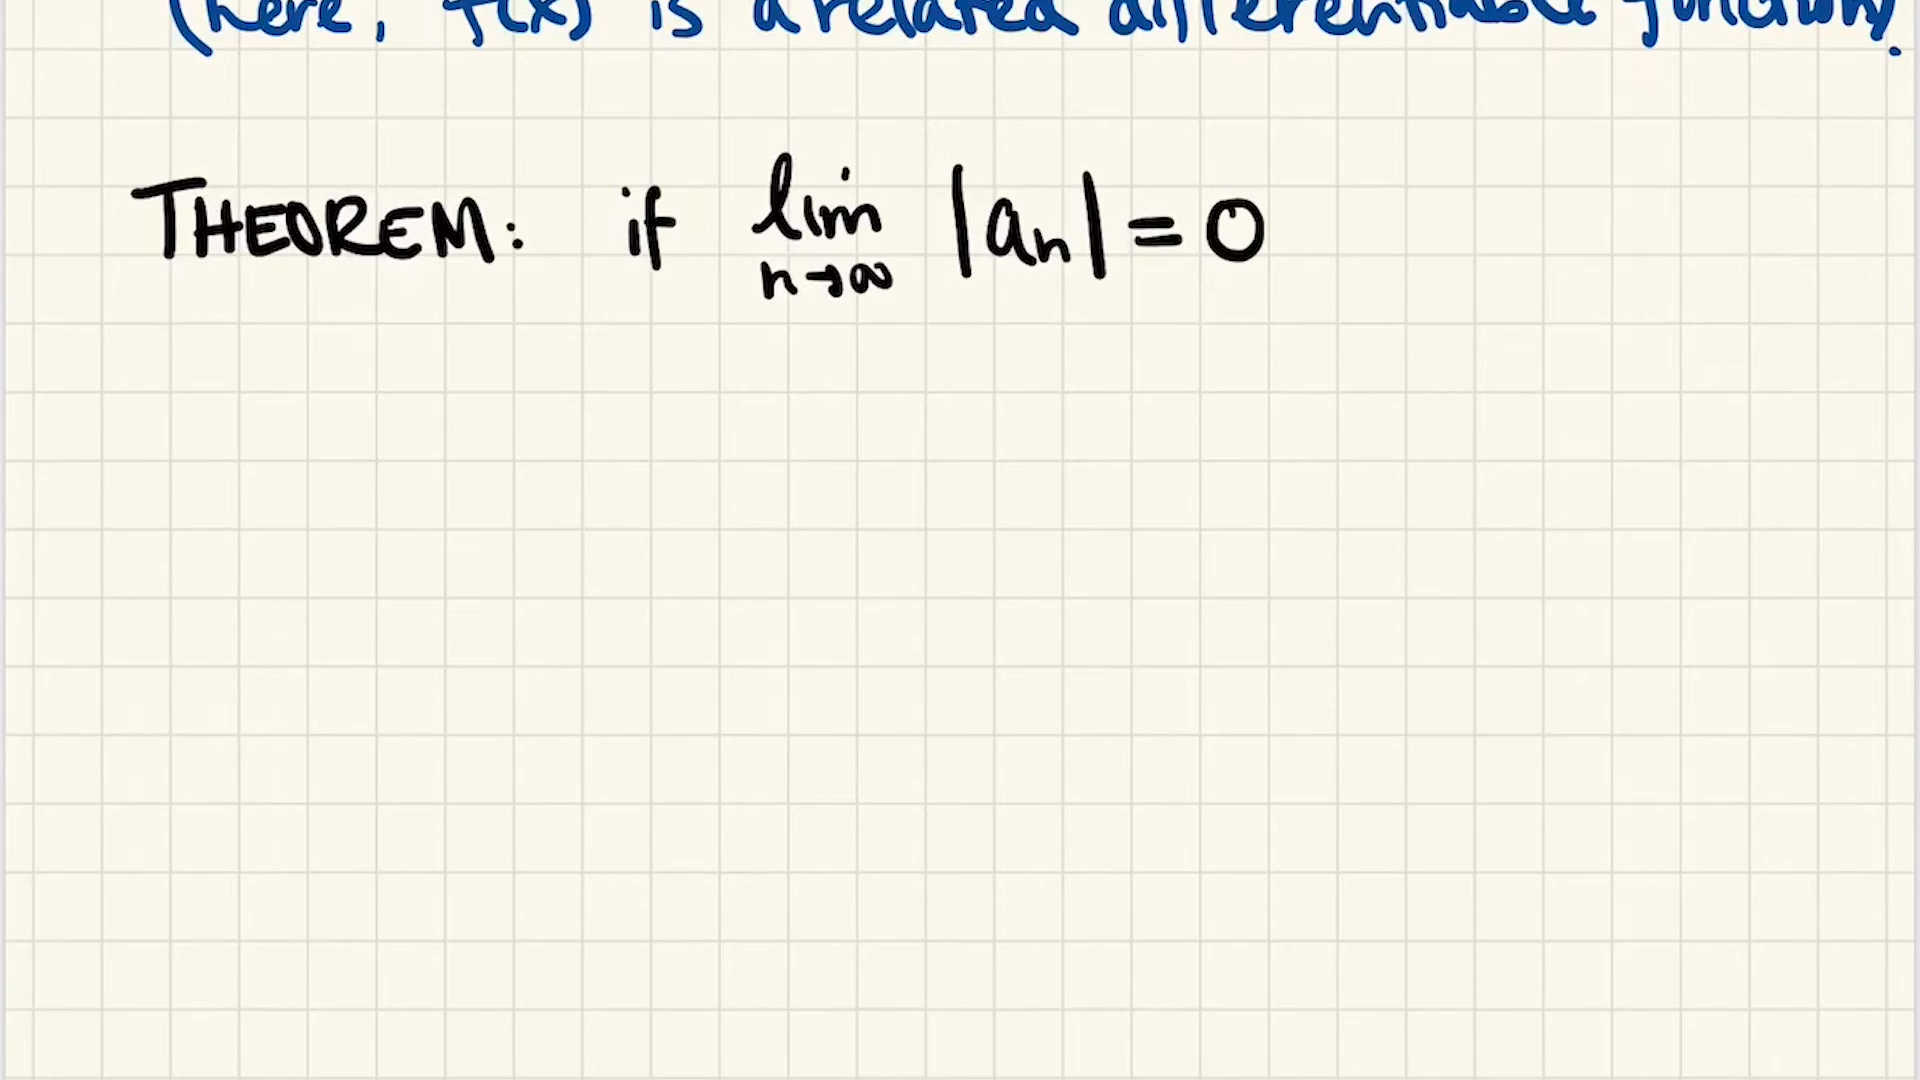 (here, f(x) is a related differentiable function).
THEOREM: if lim n→∞ |aₙ| = 0